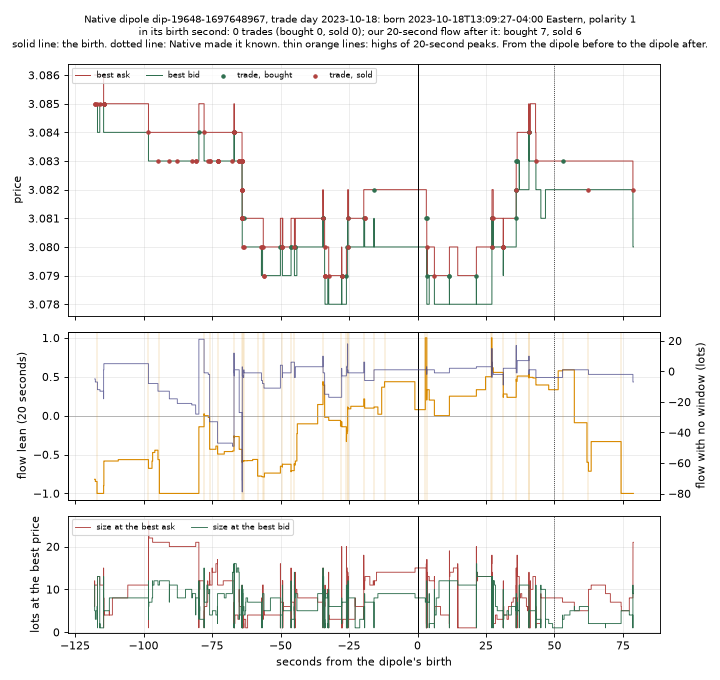 Native dipole dip-19648-1697648967, trade day 2023-10-18: born 2023-10-18T13:09:27-04:00 Eastern, polarity 1
in its birth second: 0 trades (bought 0, sold 0); our 20-second flow after it: bought 7, sold 6
solid line: the birth. dotted line: Native made it known. thin orange lines: highs of 20-second peaks. From the dipole before to the dipole after.
best ask
best bid
trade, bought
trade, sold
3.086
3.085
3.084
3.083
3.082
3.081
3.080
3.079
3.078
price
1.0
0.5
0.0
−0.5
−1.0
flow lean (20 seconds)
20
0
−20
−40
−60
−80
flow with no window (lots)
size at the best ask
size at the best bid
20
10
0
lots at the best price
−125
−100
−75
−50
−25
0
25
50
75
seconds from the dipole's birth